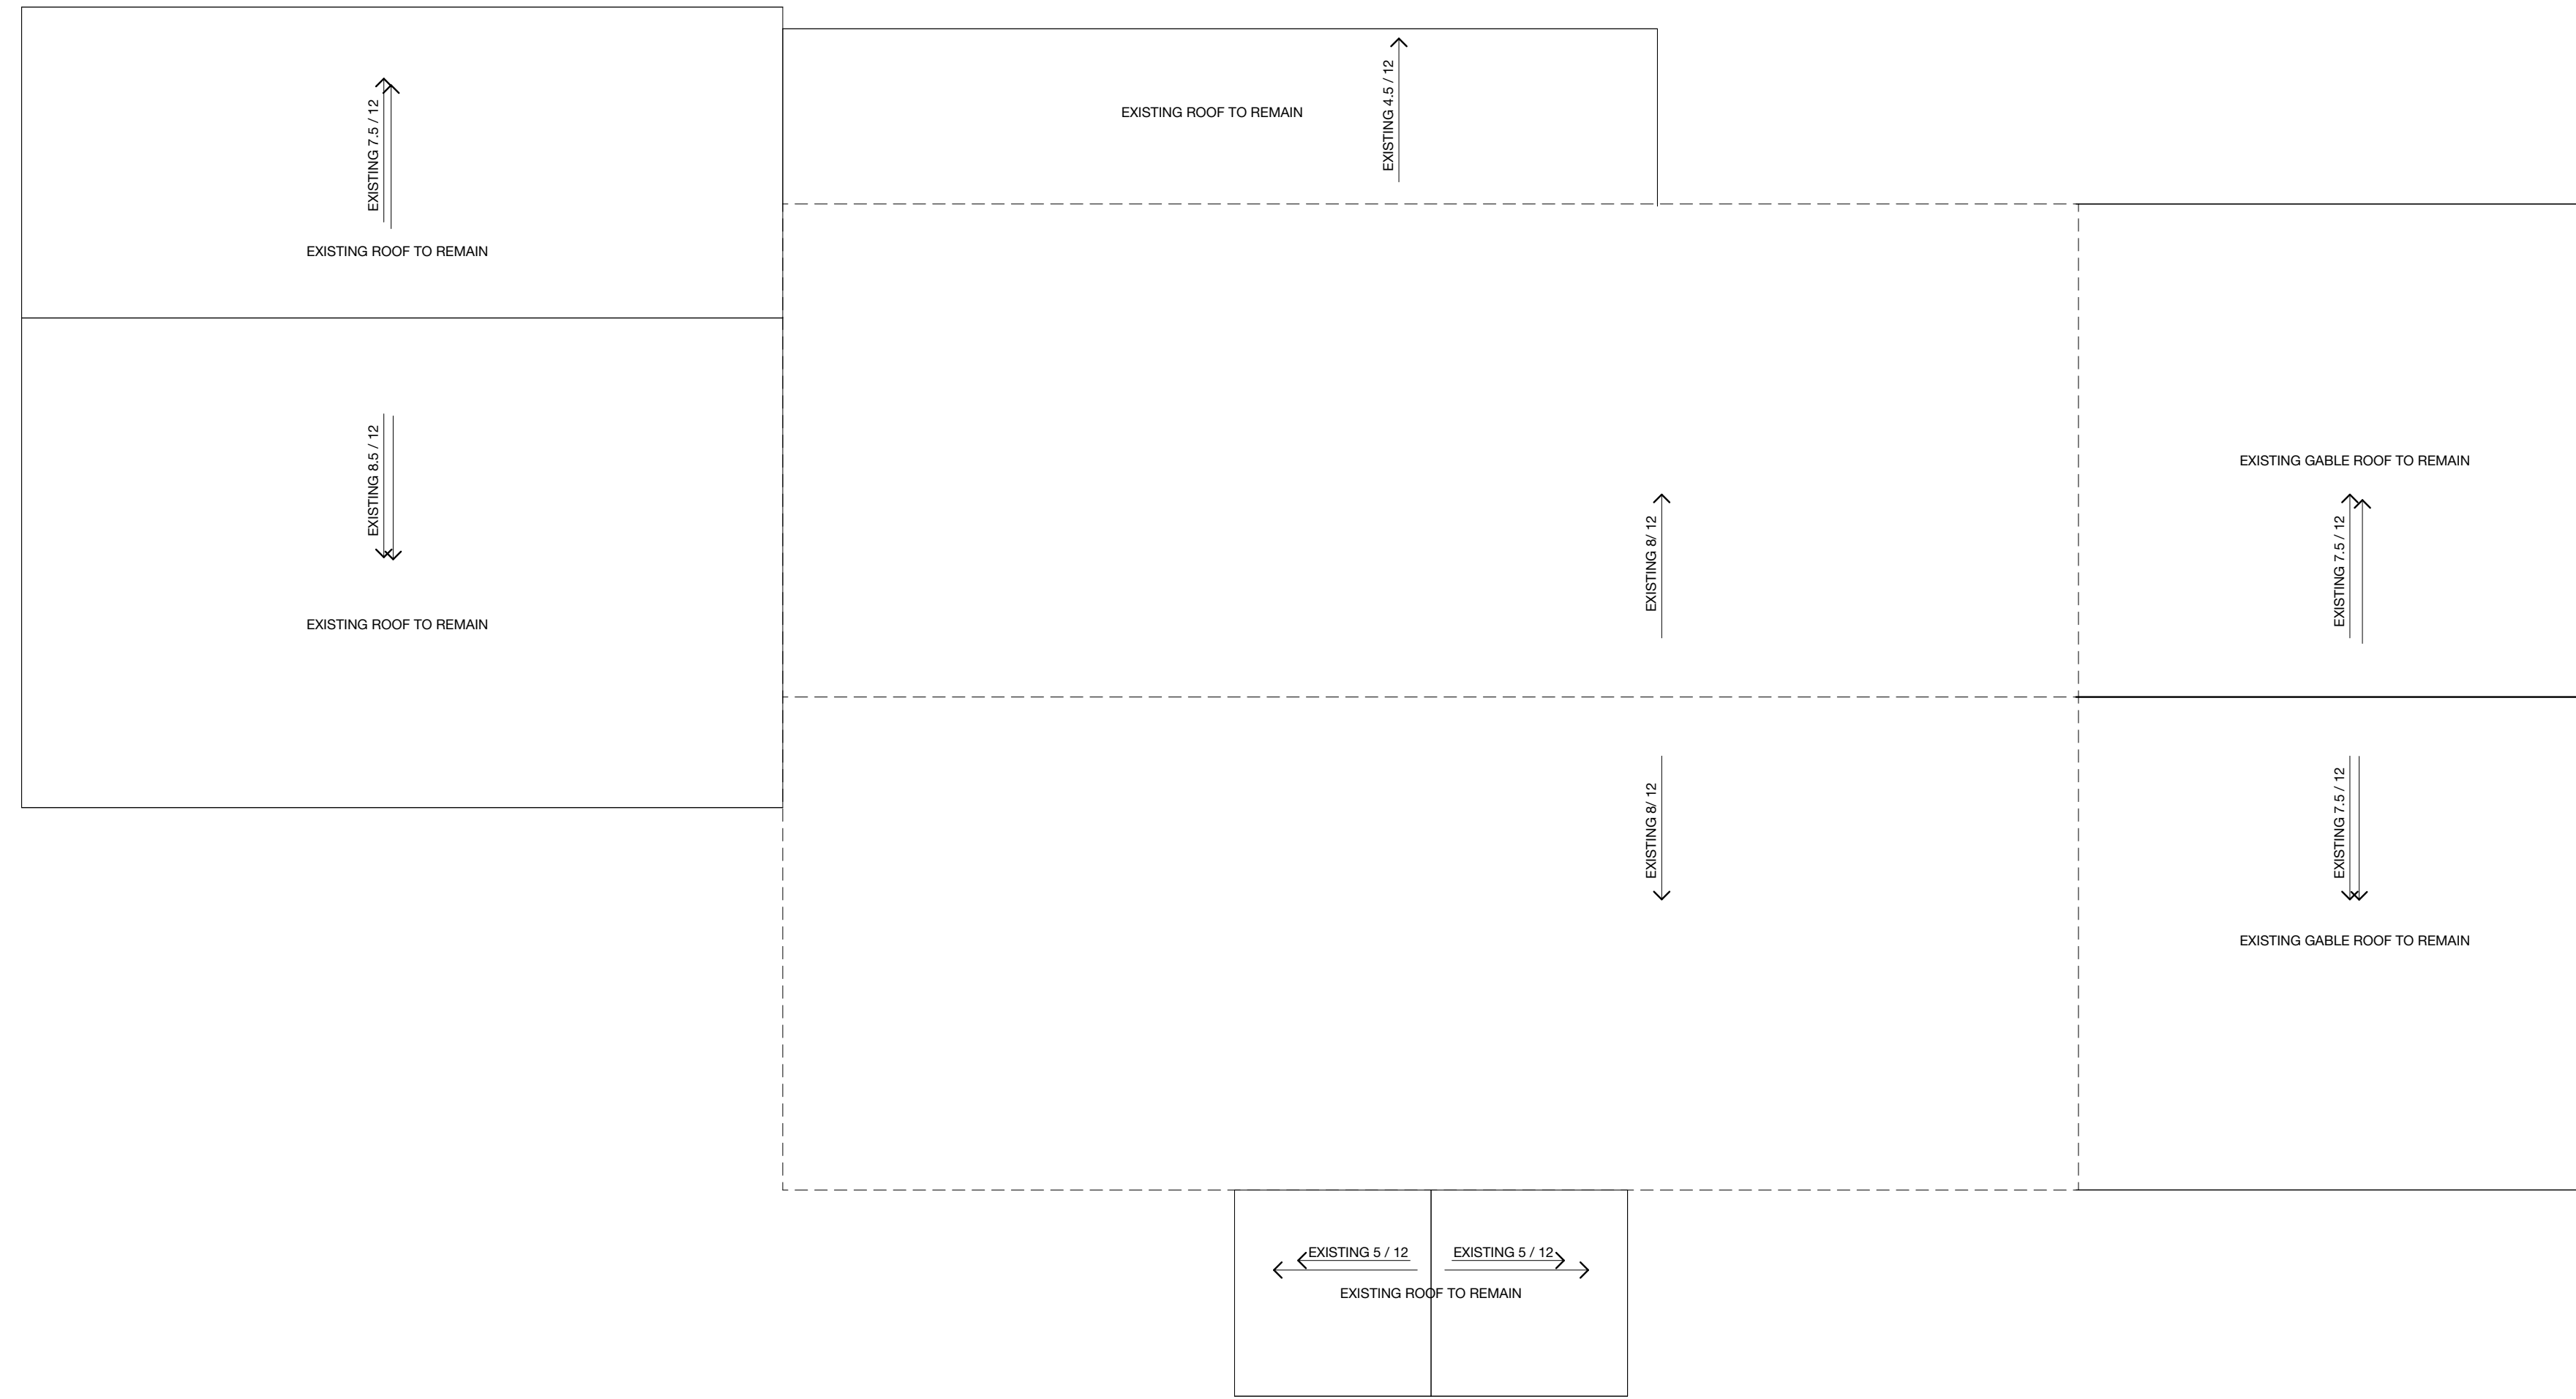 EXISTING 7.5 / 12
EXISTING ROOF TO REMAIN
EXISTING ROOF TO REMAIN
EXISTING 4.5 / 12
EXISTING 8.5 / 12
EXISTING ROOF TO REMAIN
EXISTING 8/ 12
EXISTING GABLE ROOF TO REMAIN
EXISTING 7.5 / 12
EXISTING 8/ 12
EXISTING 7.5 / 12
EXISTING GABLE ROOF TO REMAIN
EXISTING 5 / 12
EXISTING 5 / 12
EXISTING ROOF TO REMAIN